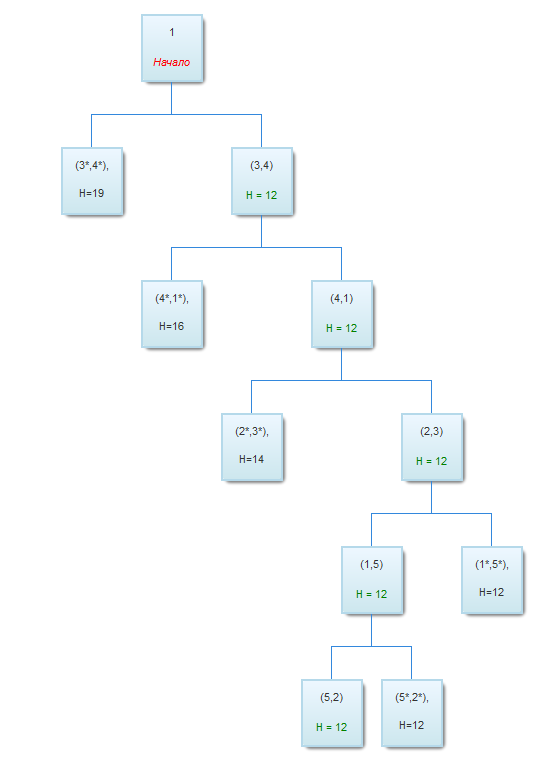 1
Начало
(3*,4*),
H=19
(3,4)
H = 12
(4*,1*),
H=16
(4,1)
H = 12
(2*,3*),
H=14
(2,3)
H = 12
(1,5)
H = 12
(1*,5*),
H=12
(5,2)
H = 12
(5*,2*),
H=12